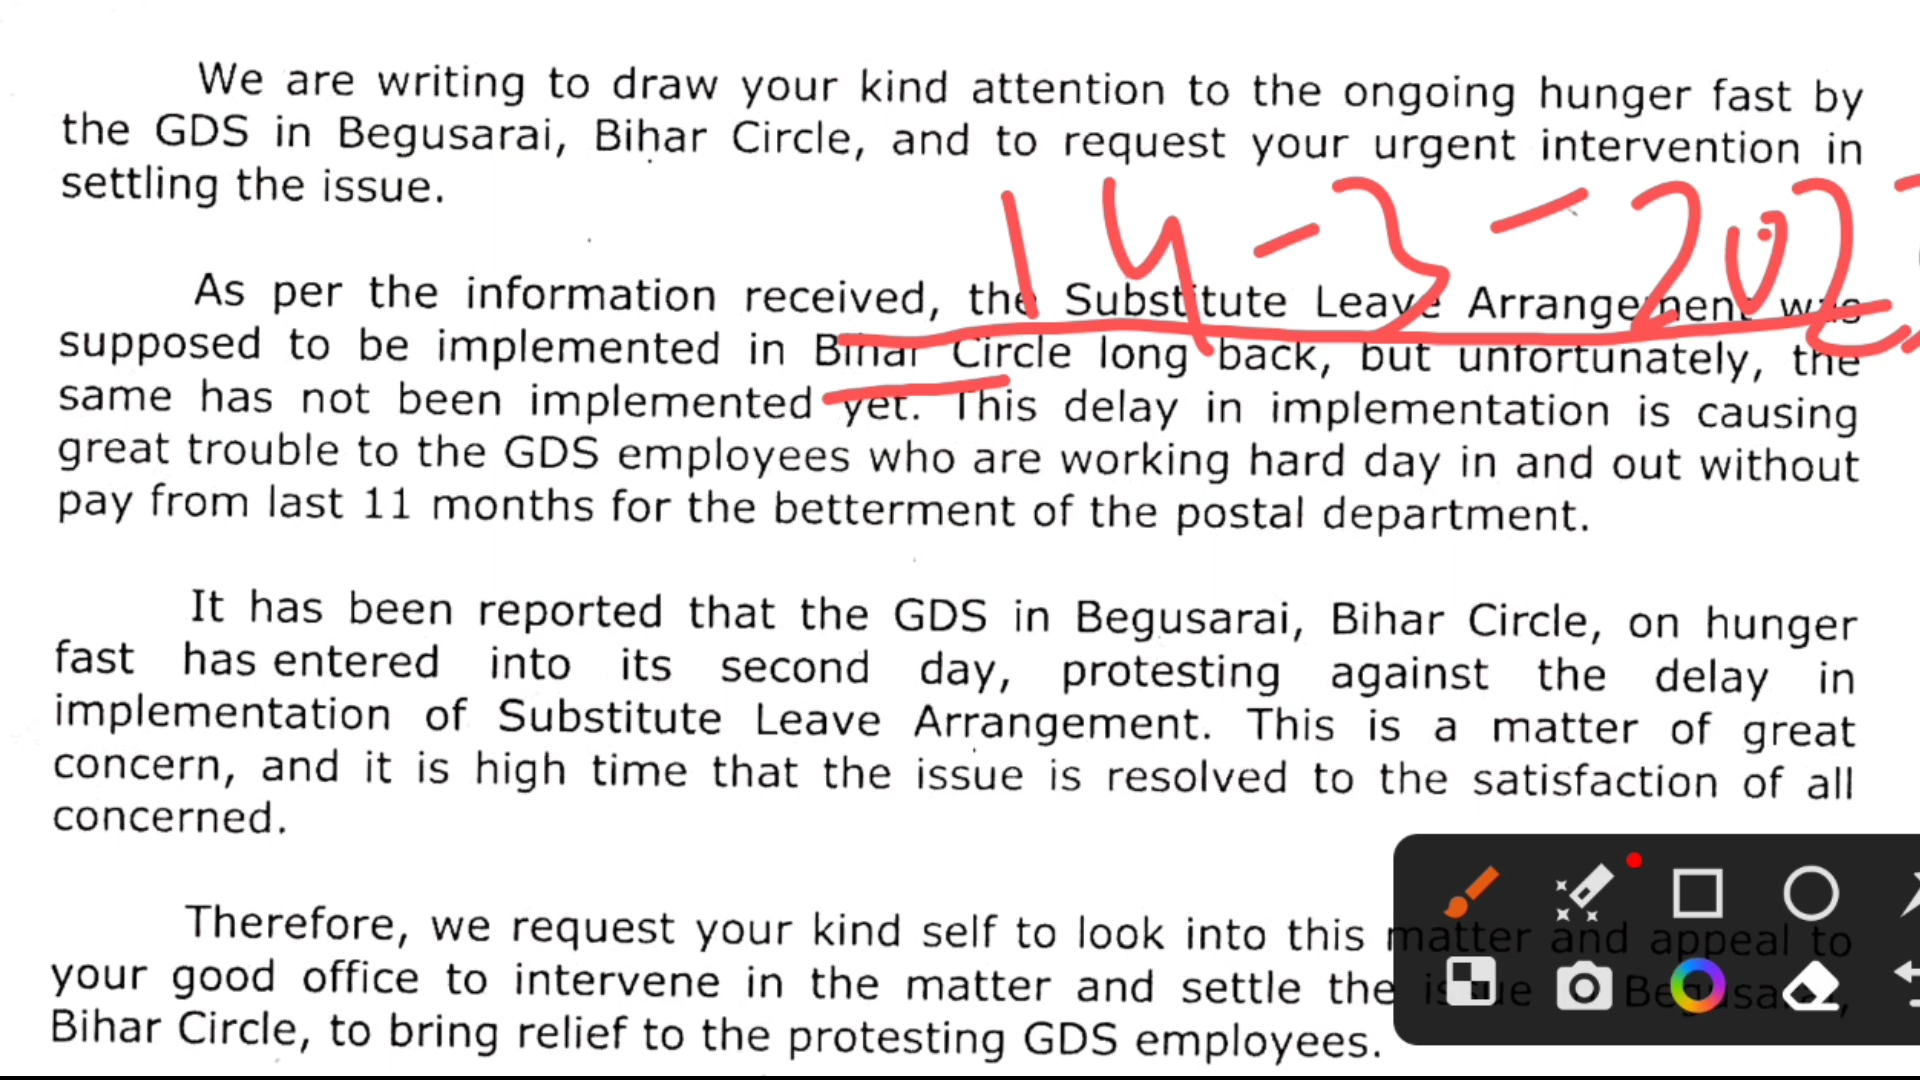 We are writing to draw your kind attention to the ongoing hunger fast by
the GDS in Begusarai, Bihar Circle, and to request your urgent intervention in
settling the issue.
14-3-202
As per the information received, the Substitute Leave Arrangement was
supposed to be implemented in Bihar Circle long back, but unfortunately, the
same has not been implemented yet. This delay in implementation is causing
great trouble to the GDS employees who are working hard day in and out without
pay from last 11 months for the betterment of the postal department.
It has been reported that the GDS in Begusarai, Bihar Circle, on hunger
fast has entered into its second day, protesting against the delay in
implementation of Substitute Leave Arrangement. This is a matter of great
concern, and it is high time that the issue is resolved to the satisfaction of all
concerned.
Therefore, we request your kind self to look into this matter and appeal to
your good office to intervene in the matter and settle the issue Begusarai,
Bihar Circle, to bring relief to the protesting GDS employees.